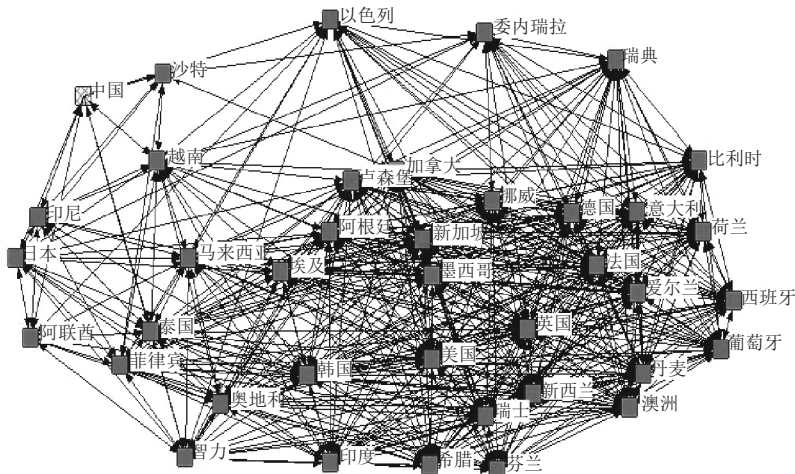 以色列
委内瑞拉
瑞典
沙特
中国
越南
加拿大
卢森堡
比利时
挪威
德国
意大利
印尼
阿根廷
新加坡
荷兰
日本
马来西亚
埃及
墨西哥
法国
爱尔兰
西班牙
阿联酋
泰国
英国
葡萄牙
菲律宾
韩国
美国
丹麦
奥地利
新西兰
澳洲
瑞士
智力
印度
希腊
芬兰